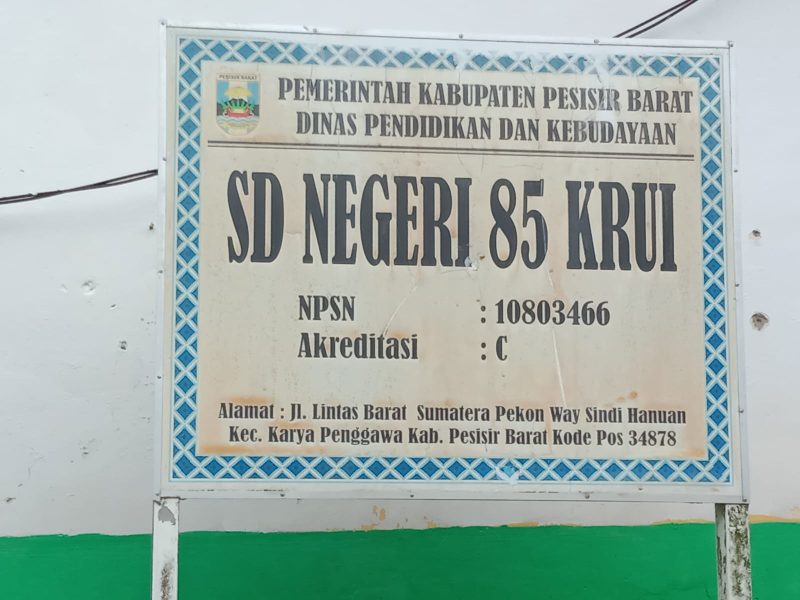 PESISIR BARAT
PEMERINTAH KABUPATEN PESISIR BARAT
DINAS PENDIDIKAN DAN KEBUDAYAAN
SD NEGERI 85 KRUI
NPSN : 10803466
Akreditasi : C
Alamat : Jl. Lintas Barat Sumatera Pekon Way Sindi Hanuan
Kec. Karya Penggawa Kab. Pesisir Barat Kode Pos 34878